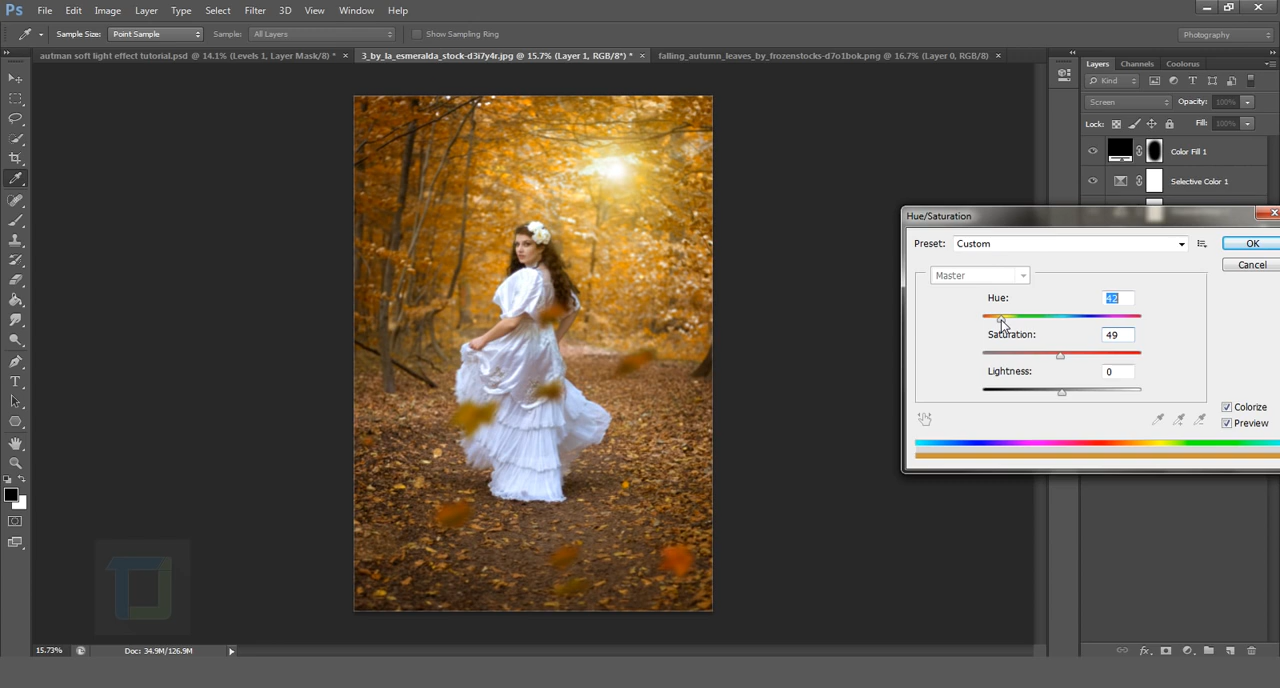 Ps File Edit Image Layer Type Select Filter 3D View Window Help
Sample Size: Point Sample Sample: All Layers Show Sampling Ring Photography
autman soft light effect tutorial.psd @ 14.1% (Levels 1, Layer Mask/8) * × 3_by_la_esmeralda_stock-d3i7y4r.jpg @ 15.7% (Layer 1, RGB/8*) * × falling_autumn_leaves_by_frozenstocks-d7o1bok.png @ 16.7% (Layer 0, RGB/8) ×
Layers Channels Coolorus
Kind
Screen Opacity: 100%
Lock: Fill: 100%
Color Fill 1
Selective Color 1
Hue/Saturation
Preset: Custom OK
Master Cancel
Hue: 42
Saturation: 49
Lightness: 0
Colorize
Preview
15.73% Doc: 34.9M/126.9M